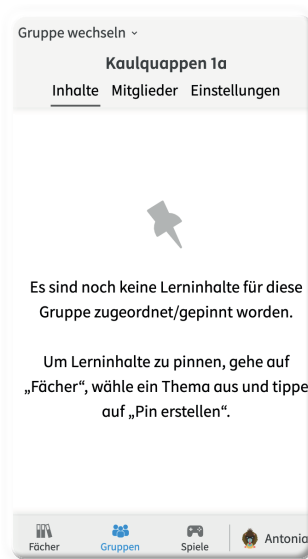 Gruppe wechseln
Kaulquappen 1a
Inhalte Mitglieder Einstellungen
Es sind noch keine Lerninhalte für diese
Gruppe zugeordnet/gepinnt worden.
Um Lerninhalte zu pinnen, gehe auf
„Fächer“, wähle ein Thema aus und tippe
auf „Pin erstellen“.
Fächer Gruppen Spiele Antonia